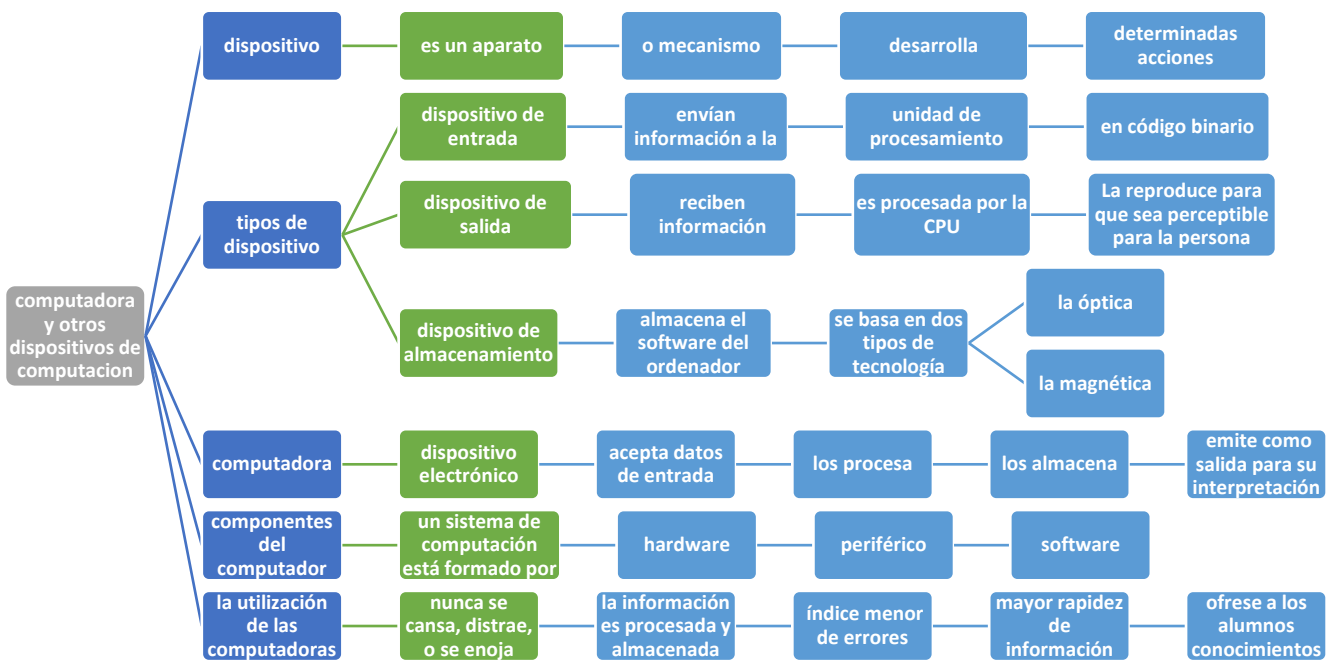 dispositivo
es un aparato
o mecanismo
desarrolla
determinadas
acciones
dispositivo de
entrada
envían
información a la
unidad de
procesamiento
en código binario
tipos de
dispositivo
dispositivo de
salida
reciben
información
es procesada por la
CPU
La reproduce para
que sea perceptible
para la persona
computadora
y otros
dispositivos de
computacion
dispositivo de
almacenamiento
almacena el
software del
ordenador
se basa en dos
tipos de
tecnología
la óptica
la magnética
computadora
dispositivo
electrónico
acepta datos
de entrada
los procesa
los almacena
emite como
salida para su
interpretación
componentes
del
computador
un sistema de
computación
está formado por
hardware
periférico
software
la utilización
de las
computadoras
nunca se
cansa, distrae,
o se enoja
la información
es procesada y
almacenada
índice menor
de errores
mayor rapidez
de
información
ofrese a los
alumnos
conocimientos